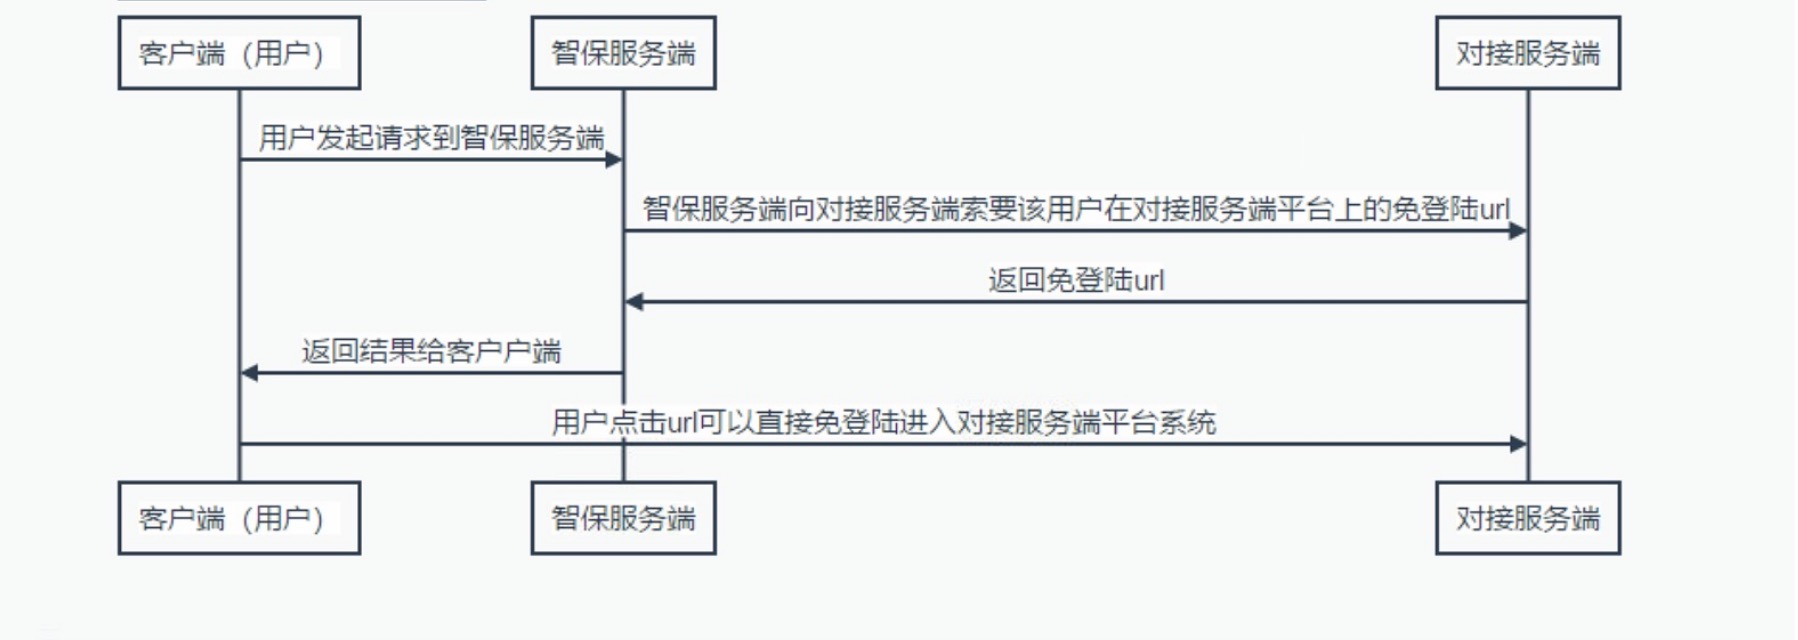 客户端（用户）
智保服务端
对接服务端
用户发起请求到智保服务端
智保服务端向对接服务端索要该用户在对接服务端平台上的免登陆url
返回免登陆url
返回结果给客户户端
用户点击url可以直接免登陆进入对接服务端平台系统
客户端（用户）
智保服务端
对接服务端